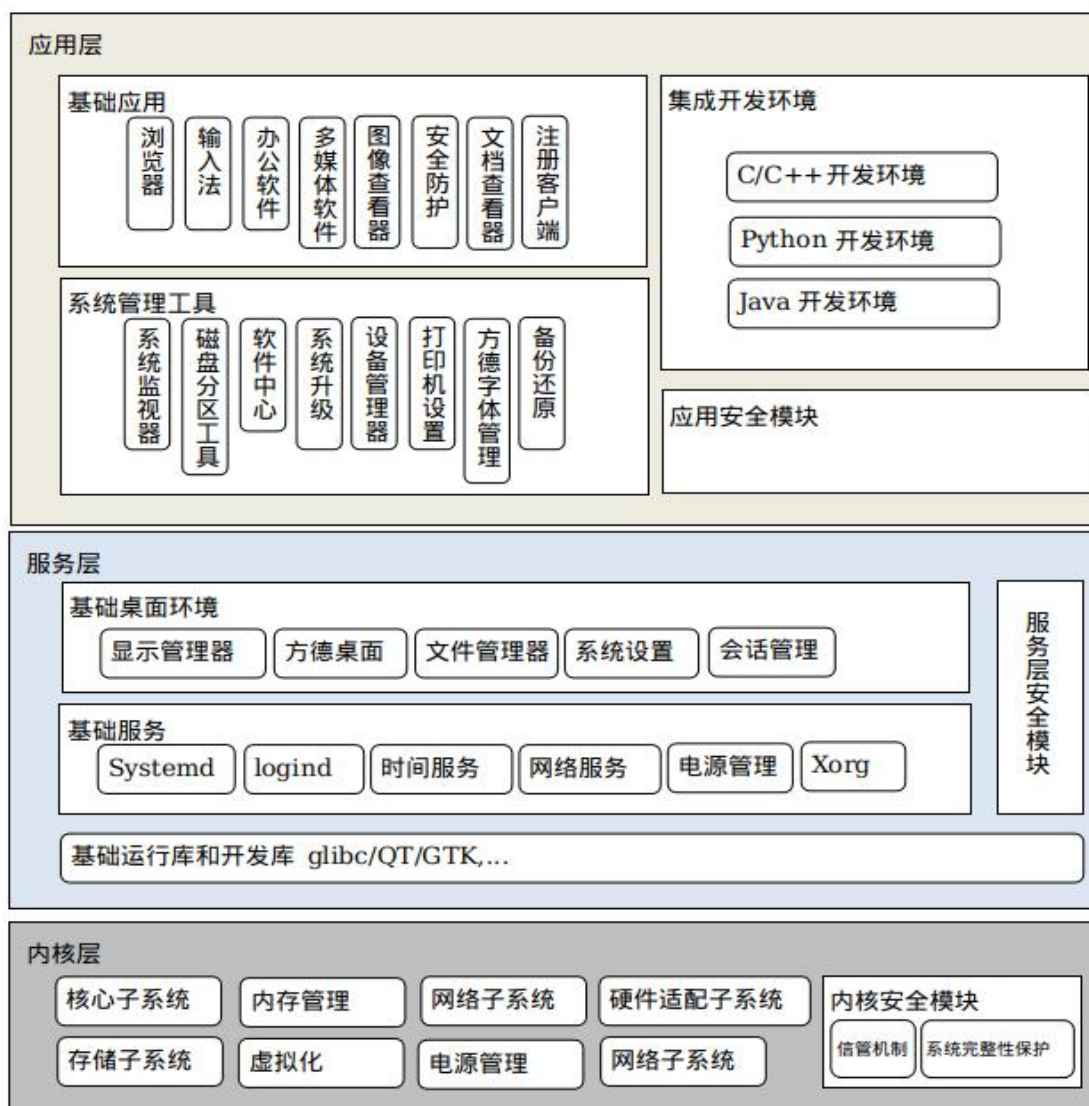 应用层
基础应用
浏览器
输入法
办公软件
多媒体软件
图像查看器
安全防护
文档查看器
注册客户端
系统管理工具
系统监视器
磁盘分区工具
软件中心
系统升级
设备管理器
打印机设置
方德字体管理
备份还原
集成开发环境
C/C++ 开发环境
Python 开发环境
Java 开发环境
应用安全模块
服务层
基础桌面环境
显示管理器
方德桌面
文件管理器
系统设置
会话管理
基础服务
Systemd
logind
时间服务
网络服务
电源管理
Xorg
服务层安全模块
基础运行库和开发库 glibc/QT/GTK,...
内核层
核心子系统
内存管理
网络子系统
硬件适配子系统
存储子系统
虚拟化
电源管理
网络子系统
内核安全模块
信管机制
系统完整性保护